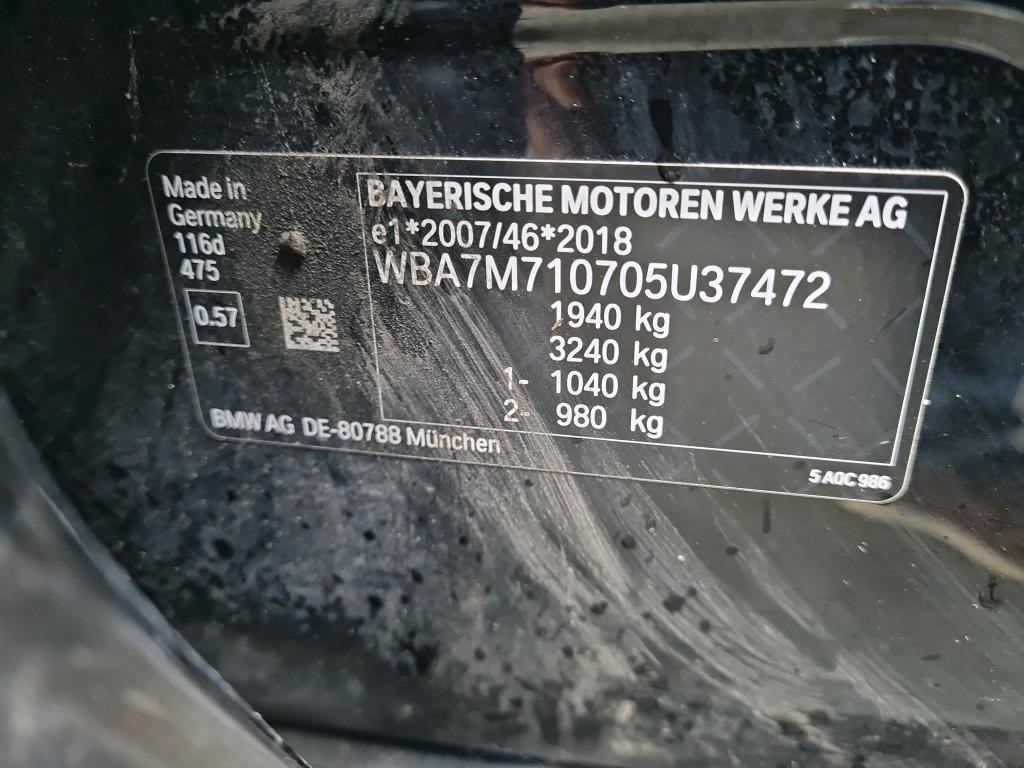 Made in
Germany
116d
475
0.57
BMW AG DE-80788 München
BAYERISCHE MOTOREN WERKE AG
e1*2007/46*2018
WBA7M710705U37472
1940 kg
3240 kg
1- 1040 kg
2- 980 kg
5 A0C 986